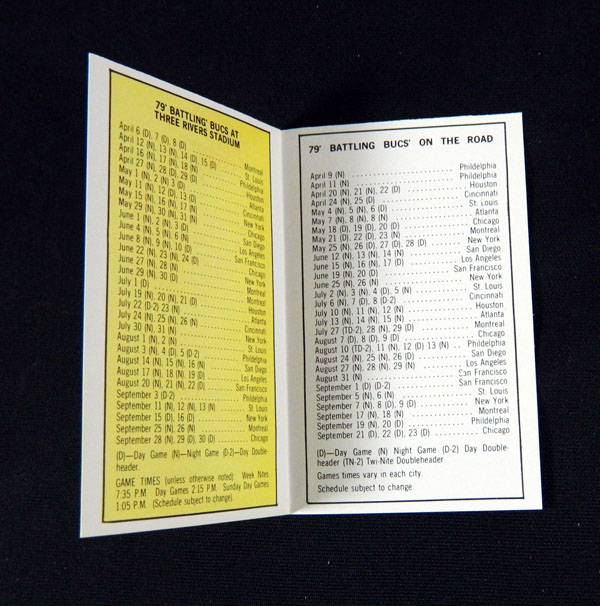 79' BATTLING' BUCS AT
THREE RIVERS STADIUM
April 6 (D), 7 (D), 8 (D) Montreal
April 12 (N), 13 (N), 14 (D), 15 (D) St. Louis
April 16 (N), 17 (N), 18 (N) Philadelphia
April 27 (N), 28 (D), 29 (D) Houston
May 1 (N), 2 (N) 3 (D) Atlanta
May 11 (N), 12 (D), 13 (D) Cincinnati
May 15 (N), 16 (N), 17 (N) New York
May 29 (N), 30 (N), 31 (N) Chicago
June 1 (N), 2 (N), 3 (D) San Diego
June 4 (N), 5 (N), 6 (N) Los Angeles
June 8 (N), 9 (N), 10 (D) San Francisco
June 22 (N), 23 (N), 24 (D) Chicago
June 27 (N), 28 (N) New York
June 29 (N), 30 (D) Montreal
July 1 (D) Montreal
July 19 (N), 20 (N), 21 (D) Houston
July 22 (D-2) 23 (N) Atlanta
July 24 (N), 25 (N), 26 (N) Cincinnati
July 30 (N), 31 (N) New York
August 1 (N), 2 (N) St. Louis
August 3 (N), 4 (D), 5 (D-2) Philadelphia
August 14 (N), 15 (N), 16 (N) San Diego
August 17 (N), 18 (N), 19 (D) Los Angeles
August 20 (N), 21 (N), 22 (D) San Francisco
September 3 (D-2) Philadelphia
September 11 (N), 12 (N), 13 (N) St. Louis
September 15 (D), 16 (D) New York
September 25 (N), 26 (N) Montreal
September 28 (N), 29 (D), 30 (D) Chicago
(D)—Day Game (N)—Night Game (D-2)—Day Double-
header.
GAME TIMES (unless otherwise noted): Week Nites
7:35 P.M. Day Games 2:15 P.M. Sunday Day Games
1:05 P.M. (Schedule subject to change).
79' BATTLING BUCS' ON THE ROAD
April 9 (N) Philadelphia
April 11 (N) Philadelphia
April 20 (N), 21 (N), 22 (D) Houston
April 24 (N), 25 (D) Cincinnati
May 4 (N), 5 (N), 6 (D) St. Louis
May 7 (N), 8 (N), 8 (N) Atlanta
May 18 (D), 19 (D), 20 (D) Chicago
May 21 (D), 22 (D), 23 (N) Montreal
May 25 (N), 26 (D), 27 (D), 28 (D) New York
June 12 (N), 13 (N), 14 (N) San Diego
June 15 (N), 16 (N), 17 (D) Los Angeles
June 19 (N), 20 (D) San Francisco
June 25 (N), 26 (N) New York
July 2 (N), 3 (N), 4 (D), 5 (N) St. Louis
July 6 (N), 7 (D), 8 (D-2) Cincinnati
July 10 (N), 11 (N), 12 (N) Houston
July 13 (N), 14 (N), 15 (N) Atlanta
July 27 (TD-2), 28 (N), 29 (D) Montreal
August 7 (D), 8 (D), 9 (D) Chicago
August 10 (TD-2), 11 (N), 12 (D) 13 (N) Philadelphia
August 24 (N), 25 (N), 26 (D) San Diego
August 27 (N), 28 (N), 29 (N) Los Angeles
August 31 (N) San Francisco
September 1 (D) (D-2) San Francisco
September 5 (N), 6 (N) St. Louis
September 7 (N), 8 (D), 9 (D) New York
September 17 (N), 18 (N) Montreal
September 19 (N), 20 (D) Philadelphia
September 21 (D), 22 (D), 23 (D) Chicago
(D)—Day Game (N) Night Game (D-2) Day Double-
header (TN-2) Twi-Nite Doubleheader
Games times vary in each city.
Schedule subject to change.